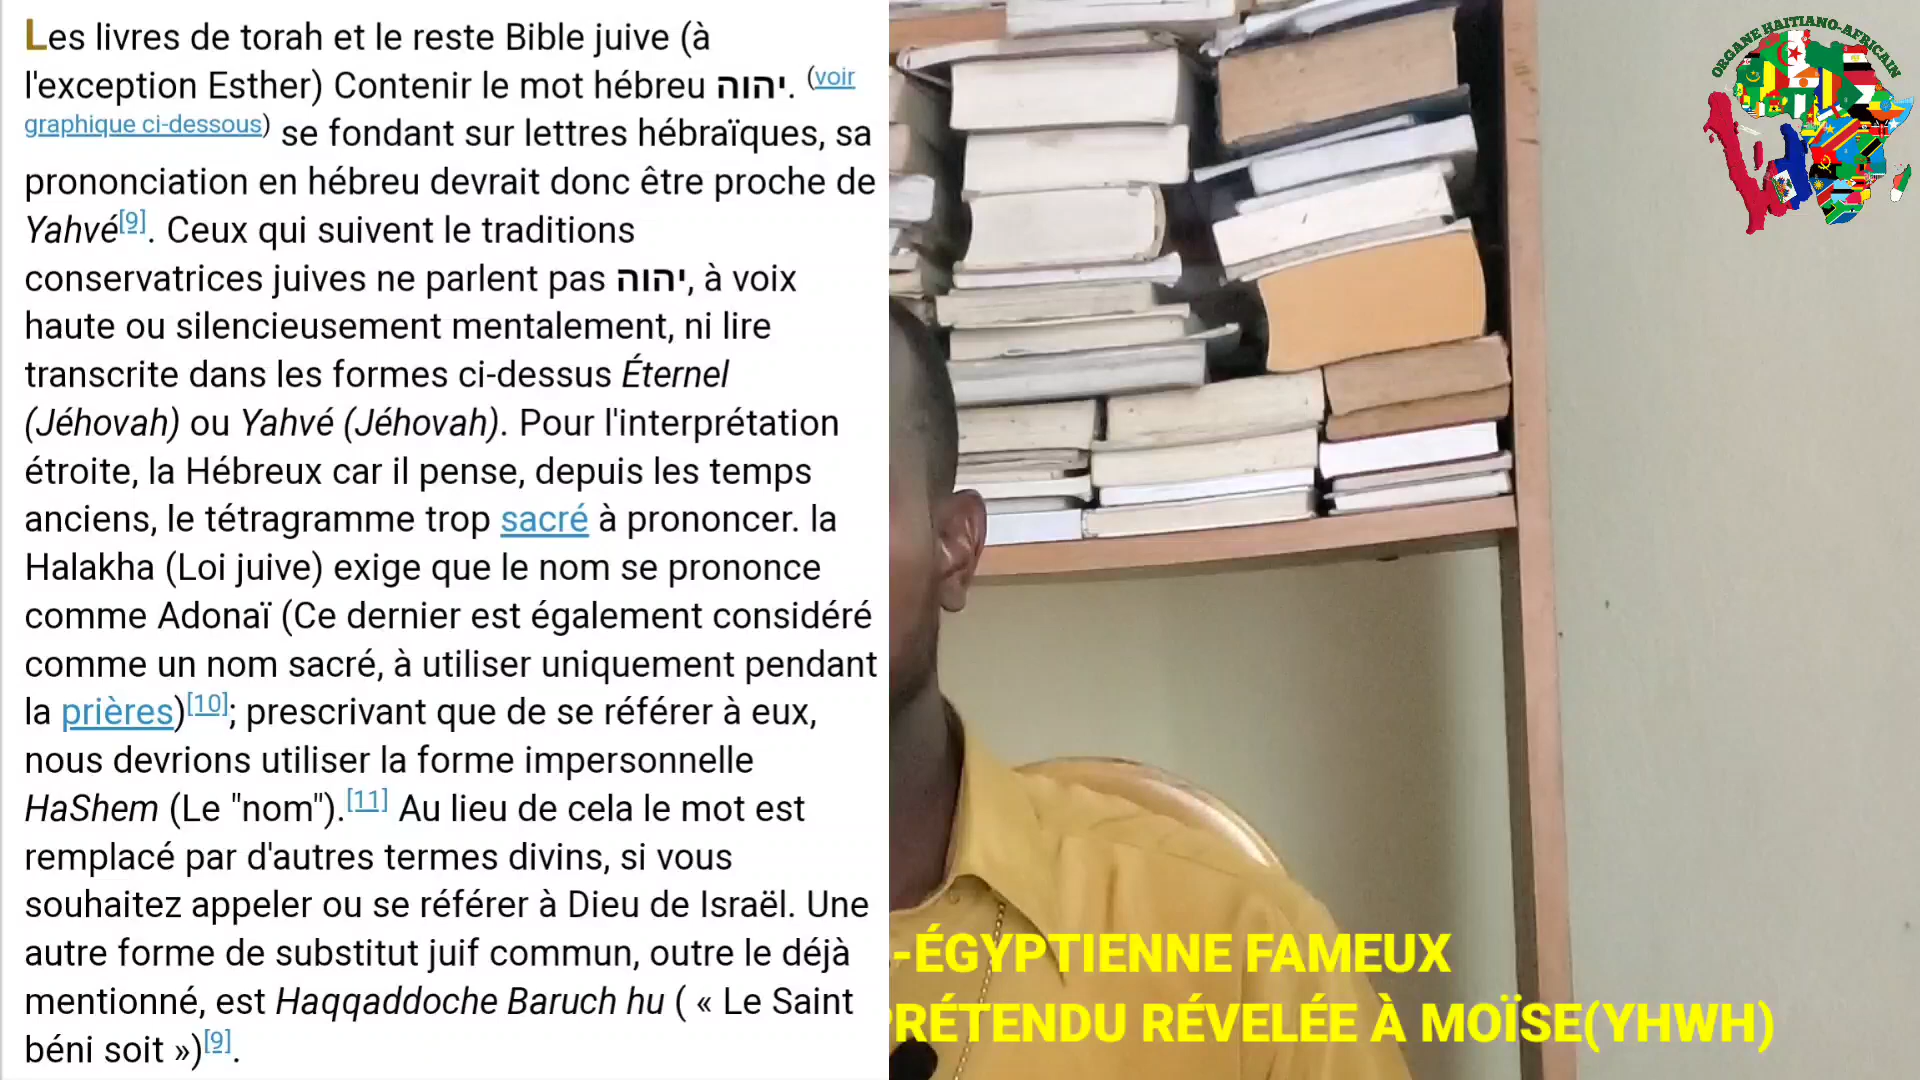 Les livres de torah et le reste Bible juive (à
l'exception Esther) Contenir le mot hébreu יהוה. (voir
graphique ci-dessous) se fondant sur lettres hébraïques, sa
prononciation en hébreu devrait donc être proche de
Yahvé[9]. Ceux qui suivent le traditions
conservatrices juives ne parlent pas יהוה, à voix
haute ou silencieusement mentalement, ni lire
transcrite dans les formes ci-dessus Éternel
(Jéhovah) ou Yahvé (Jéhovah). Pour l'interprétation
étroite, la Hébreux car il pense, depuis les temps
anciens, le tétragramme trop sacré à prononcer. la
Halakha (Loi juive) exige que le nom se prononce
comme Adonaï (Ce dernier est également considéré
comme un nom sacré, à utiliser uniquement pendant
la prières)[10]; prescrivant que de se référer à eux,
nous devrions utiliser la forme impersonnelle
HaShem (Le "nom").[11] Au lieu de cela le mot est
remplacé par d'autres termes divins, si vous
souhaitez appeler ou se référer à Dieu de Israël. Une
autre forme de substitut juif commun, outre le déjà
mentionné, est Haqqaddoche Baruch hu ( « Le Saint
béni soit »)[9].
ORGANE HAITIANO-AFRICAIN
-ÉGYPTIENNE FAMEUX
PRÉTENDU RÉVELÉE À MOÏSE(YHWH)